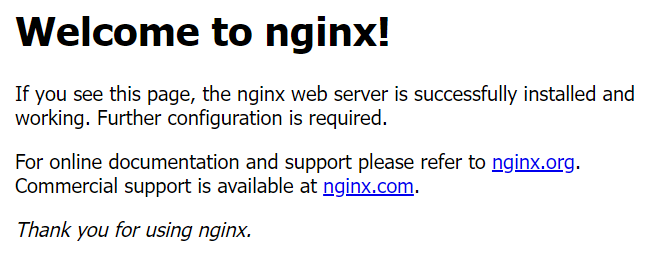 Welcome to nginx!
If you see this page, the nginx web server is successfully installed and
working. Further configuration is required.
For online documentation and support please refer to nginx.org.
Commercial support is available at nginx.com.
Thank you for using nginx.